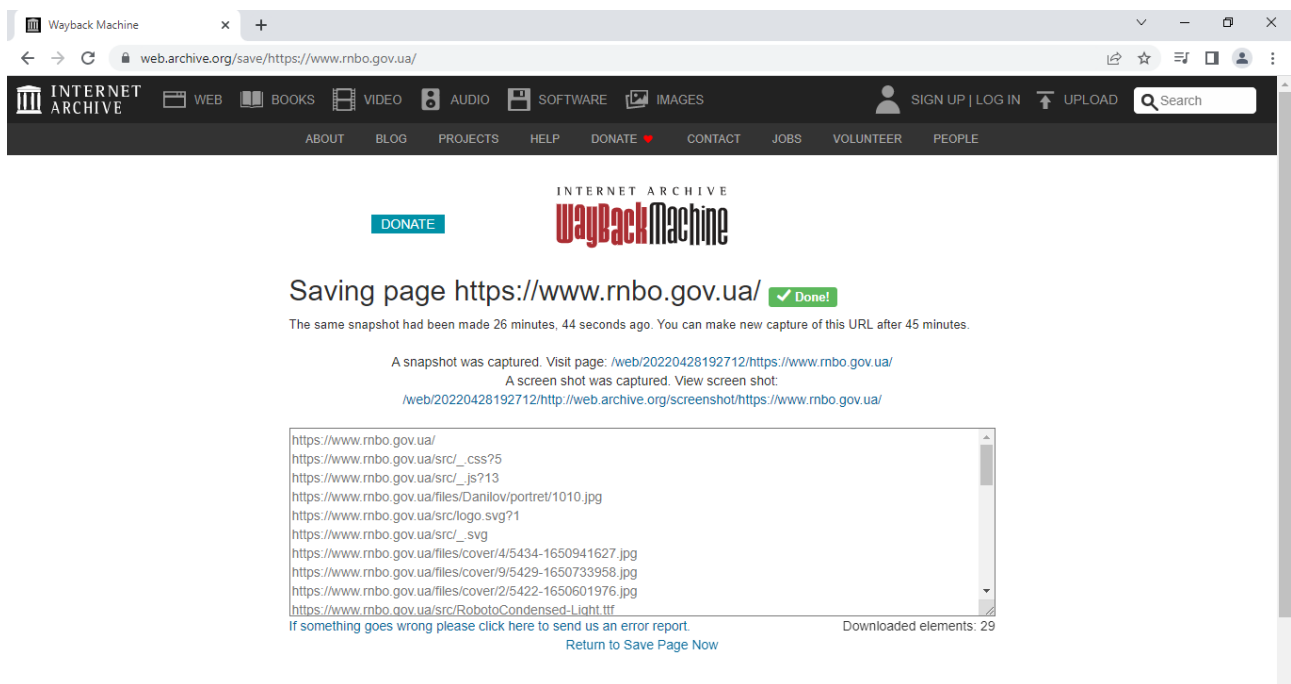 Wayback Machine
web.archive.org/save/https://www.rnbo.gov.ua/
INTERNET ARCHIVE
WEB BOOKS VIDEO AUDIO SOFTWARE IMAGES
SIGN UP | LOG IN UPLOAD Search
ABOUT BLOG PROJECTS HELP DONATE CONTACT JOBS VOLUNTEER PEOPLE
DONATE
INTERNET ARCHIVE
WayBackMachine
Saving page https://www.rnbo.gov.ua/ Done!
The same snapshot had been made 26 minutes, 44 seconds ago. You can make new capture of this URL after 45 minutes.
A snapshot was captured. Visit page: /web/20220428192712/https://www.rnbo.gov.ua/
A screen shot was captured. View screen shot:
/web/20220428192712/http://web.archive.org/screenshot/https://www.rnbo.gov.ua/
https://www.rnbo.gov.ua/
https://www.rnbo.gov.ua/src/_.css?5
https://www.rnbo.gov.ua/src/_.js?13
https://www.rnbo.gov.ua/files/Danilov/portret/1010.jpg
https://www.rnbo.gov.ua/src/logo.svg?1
https://www.rnbo.gov.ua/src/_.svg
https://www.rnbo.gov.ua/files/cover/4/5434-1650941627.jpg
https://www.rnbo.gov.ua/files/cover/9/5429-1650733958.jpg
https://www.rnbo.gov.ua/files/cover/2/5422-1650601976.jpg
https://www.rnbo.gov.ua/src/RobotoCondensed-Light.ttf
If something goes wrong please click here to send us an error report.
Downloaded elements: 29
Return to Save Page Now